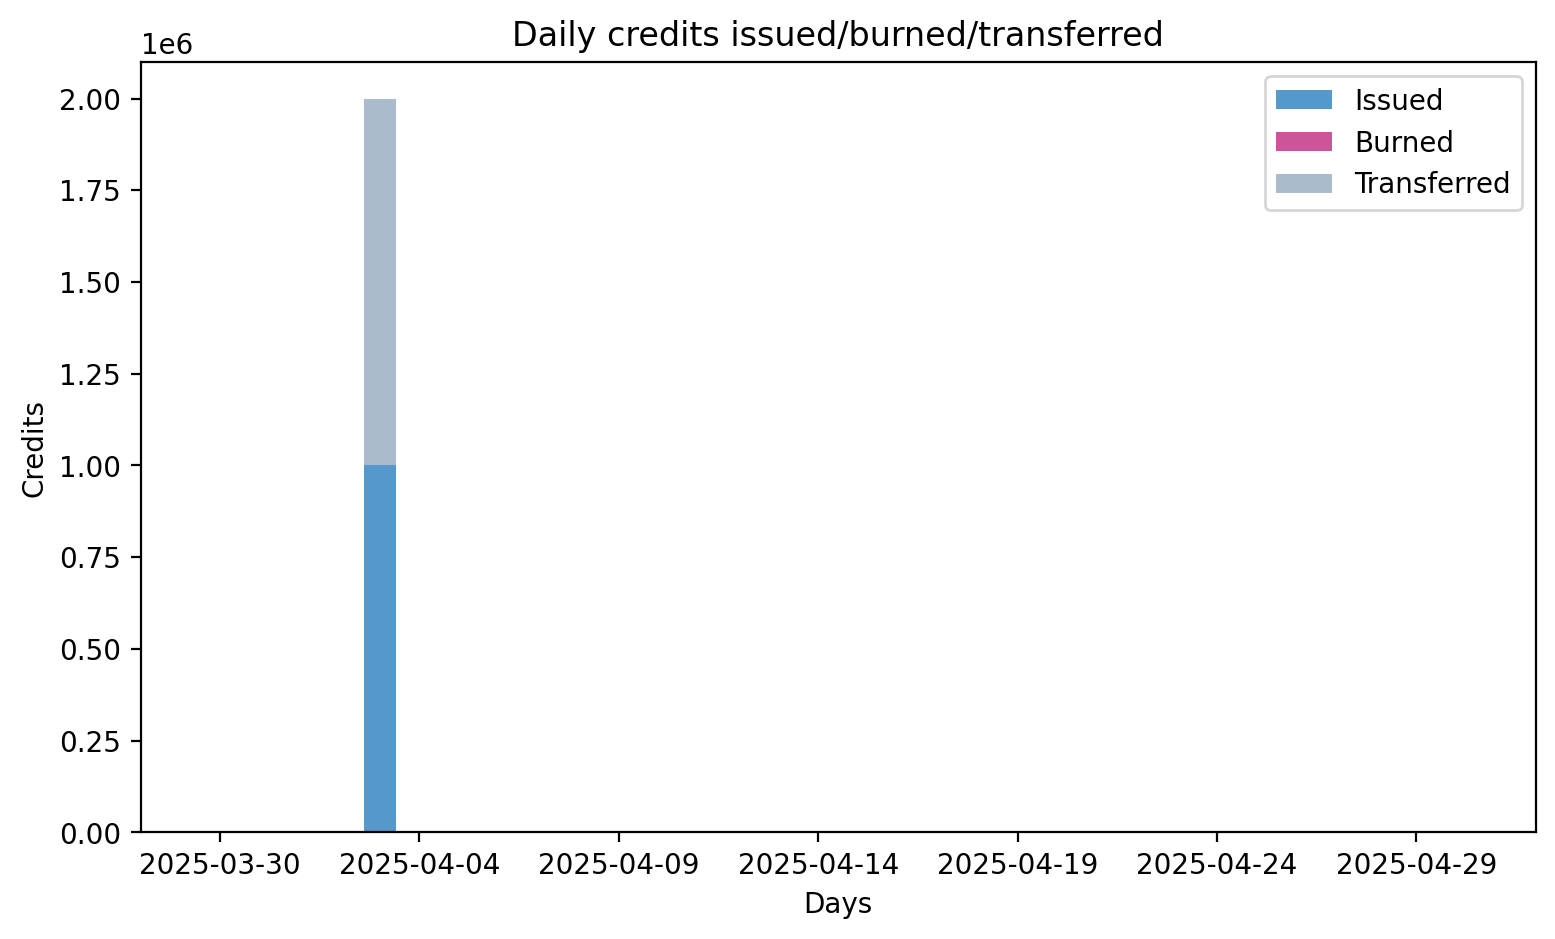 Daily credits issued/burned/transferred
1e6
2.00
1.75
1.50
1.25
1.00
0.75
0.50
0.25
0.00
Credits
Issued
Burned
Transferred
2025-03-30
2025-04-04
2025-04-09
2025-04-14
2025-04-19
2025-04-24
2025-04-29
Days